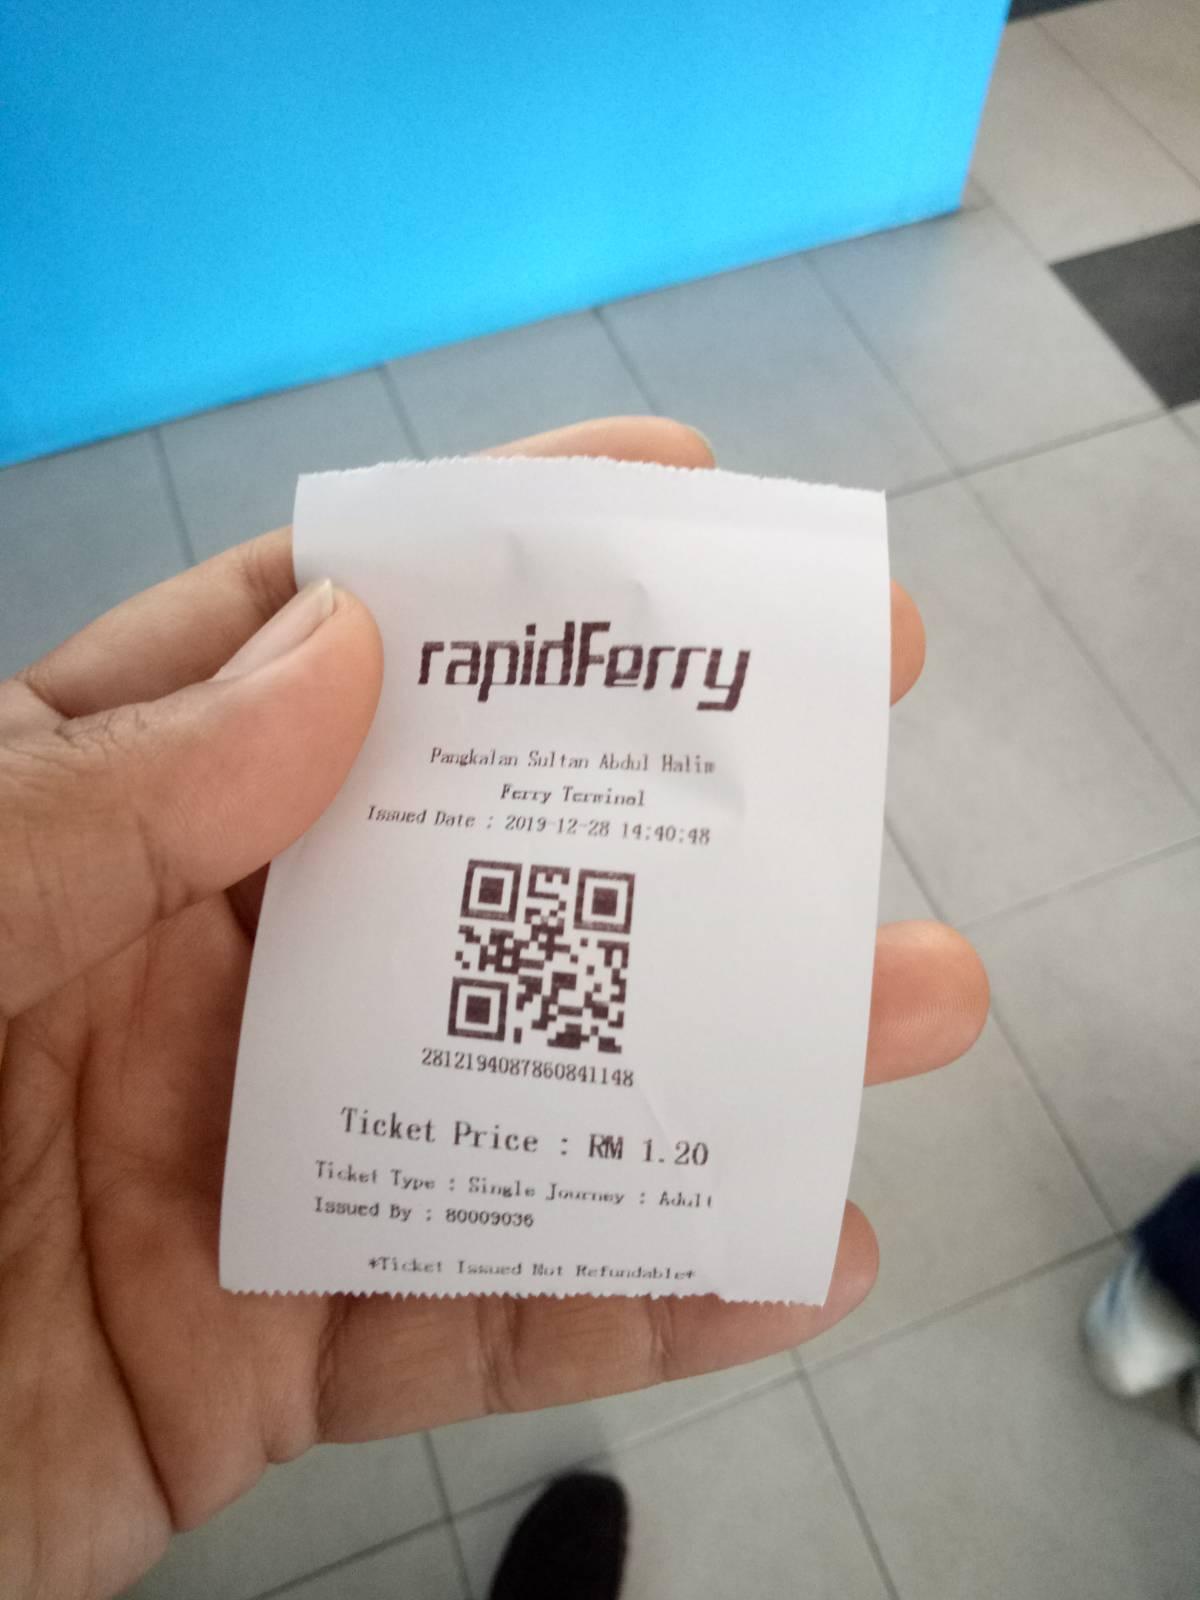 rapidFerry
Pangkalan Sultan Abdul Halim
Ferry Terminal
Issued Date : 2019-12-28 14:40:48
2812194087860841148
Ticket Price : RM 1.20
Ticket Type : Single Journey : Adult
Issued By : 80009036
*Ticket Issued Not Refundable*